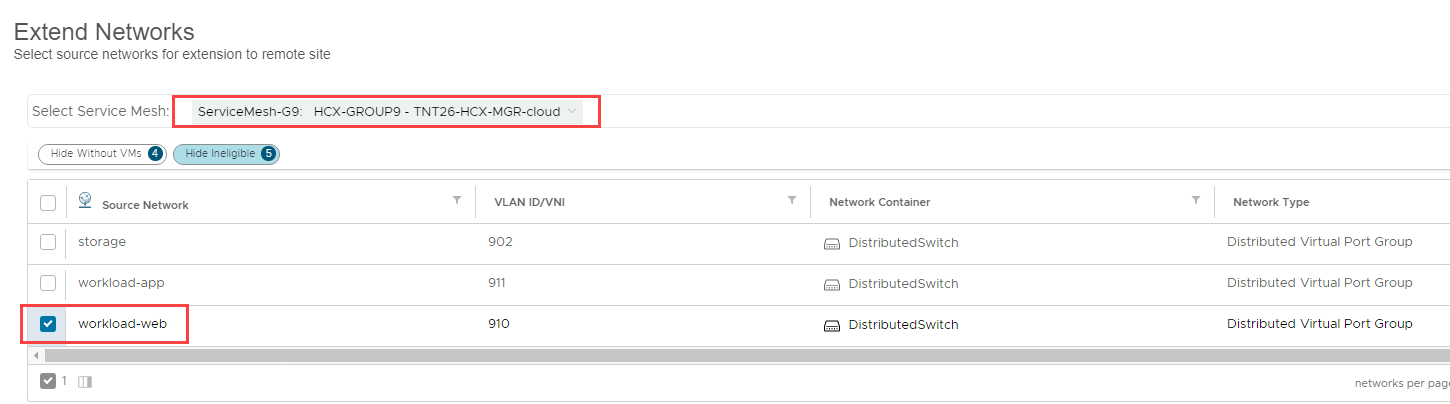 Extend Networks
Select source networks for extension to remote site
Select Service Mesh: ServiceMesh-G9: HCX-GROUP9 - TNT26-HCX-MGR-cloud
Hide Without VMs 4 Hide Ineligible 5
Source Network VLAN ID/VNI Network Container Network Type
storage 902 DistributedSwitch Distributed Virtual Port Group
workload-app 911 DistributedSwitch Distributed Virtual Port Group
workload-web 910 DistributedSwitch Distributed Virtual Port Group
1 networks per page